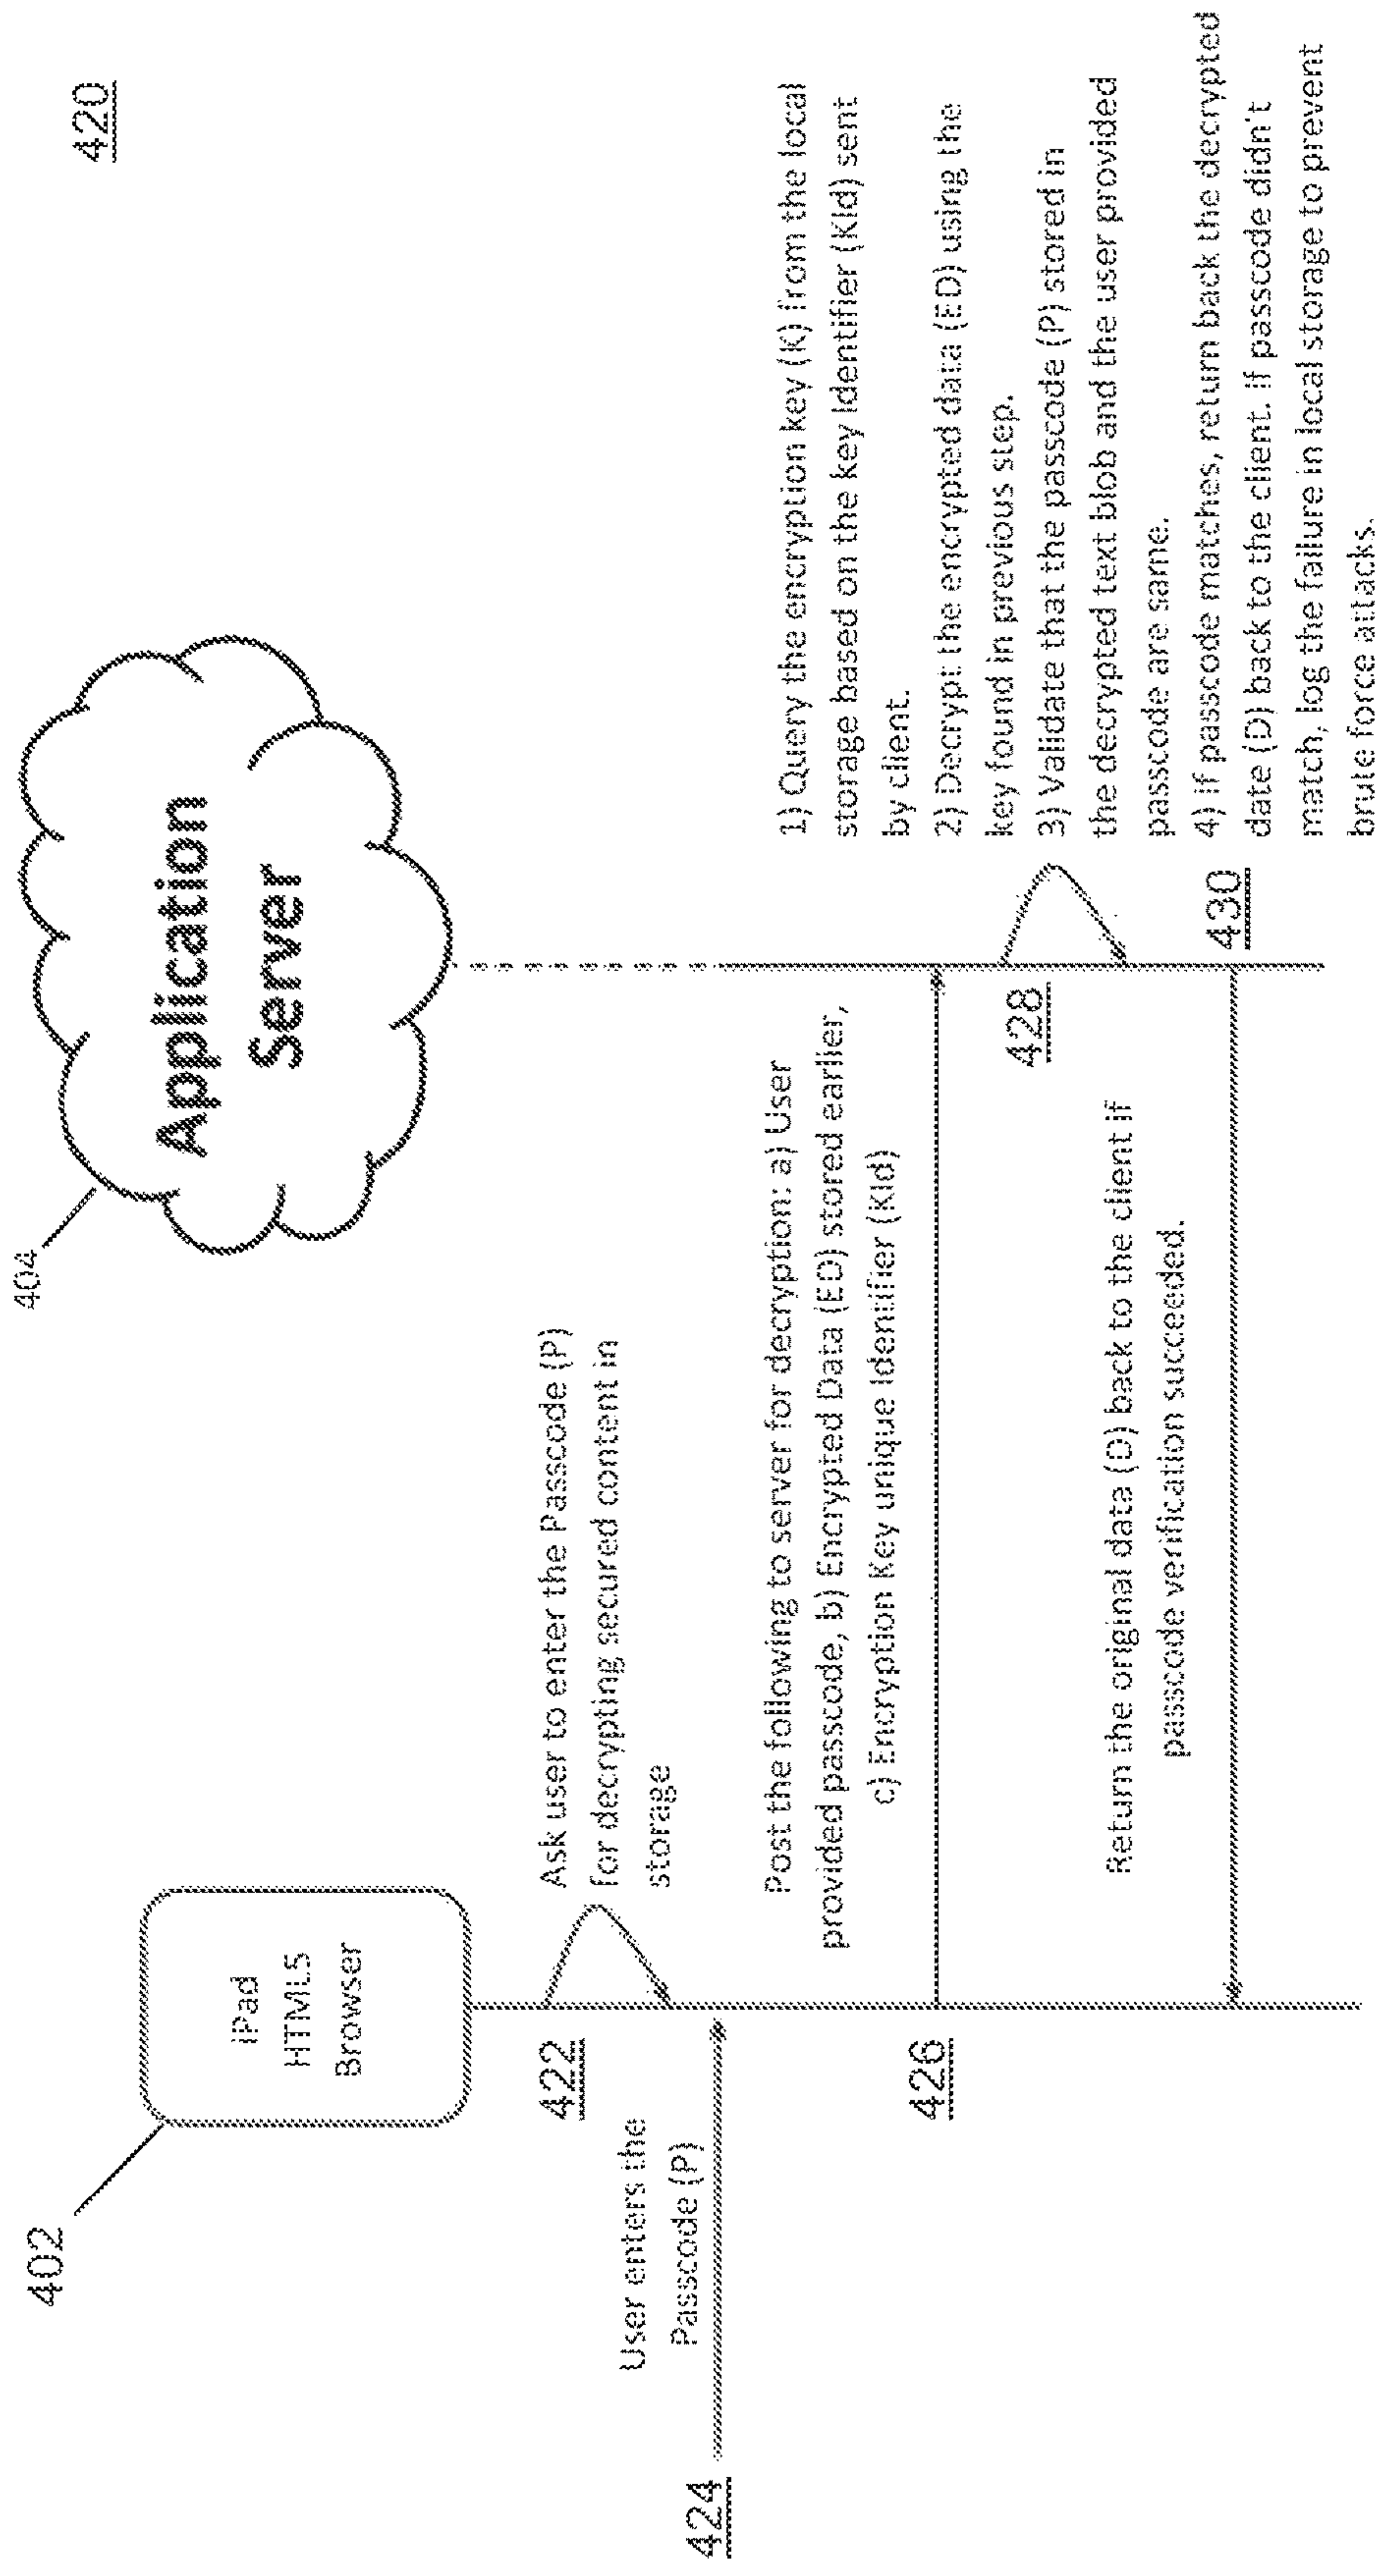 420
404
Application
Server
402
iPad
HTML5
Browser
422
Ask user to enter the Passcode (P)
for decrypting secured content in
storage
User enters the
Passcode (P)
424
Post the following to server for decryption: a) User
provided passcode, b) Encrypted Data (ED) stored earlier,
c) Encryption Key unique Identifier (KId)
426
428
1) Query the encryption key (K) from the local
storage based on the key Identifier (KId) sent
by client.
2) Decrypt the encrypted data (ED) using the
key found in previous step.
3) Validate that the passcode (P) stored in
the decrypted text blob and the user provided
passcode are same.
4) If passcode matches, return back the decrypted
date (D) back to the client. If passcode didn't
match, log the failure in local storage to prevent
brute force attacks.
Return the original data (D) back to the client if
passcode verification succeeded.
430